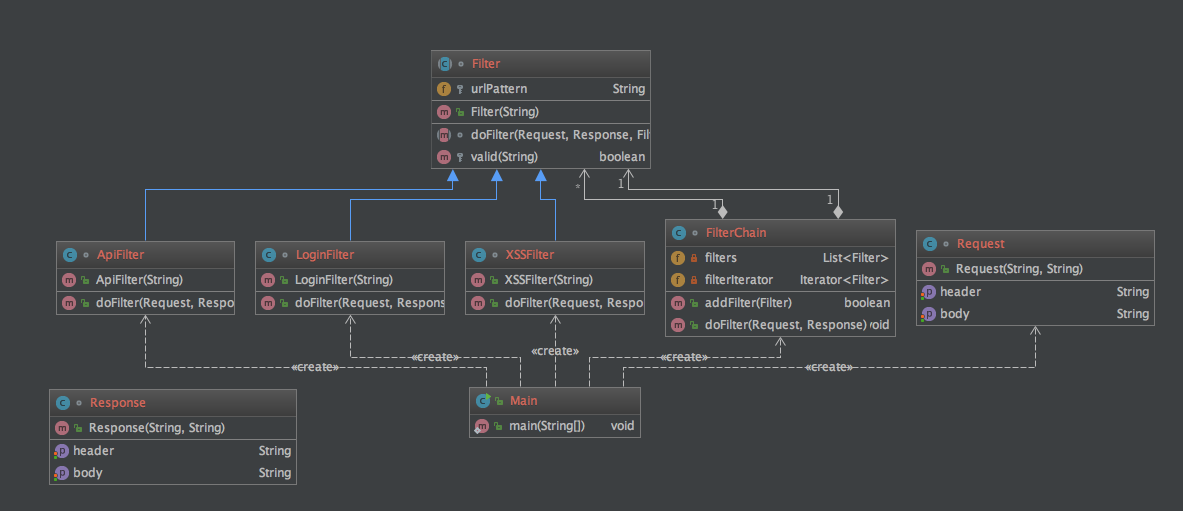 Filter
urlPattern String
Filter(String)
doFilter(Request, Response, Fil
valid(String) boolean
* 1 1 1
ApiFilter
ApiFilter(String)
doFilter(Request, Respo
LoginFilter
LoginFilter(String)
doFilter(Request, Respons
XSSFilter
XSSFilter(String)
doFilter(Request, Respo
FilterChain
filters List<Filter>
filterIterator Iterator<Filter>
addFilter(Filter) boolean
doFilter(Request, Response) void
Request
Request(String, String)
header String
body String
«create»
«create»
«create»
«create»
«create»
Response
Response(String, String)
header String
body String
Main
main(String[]) void